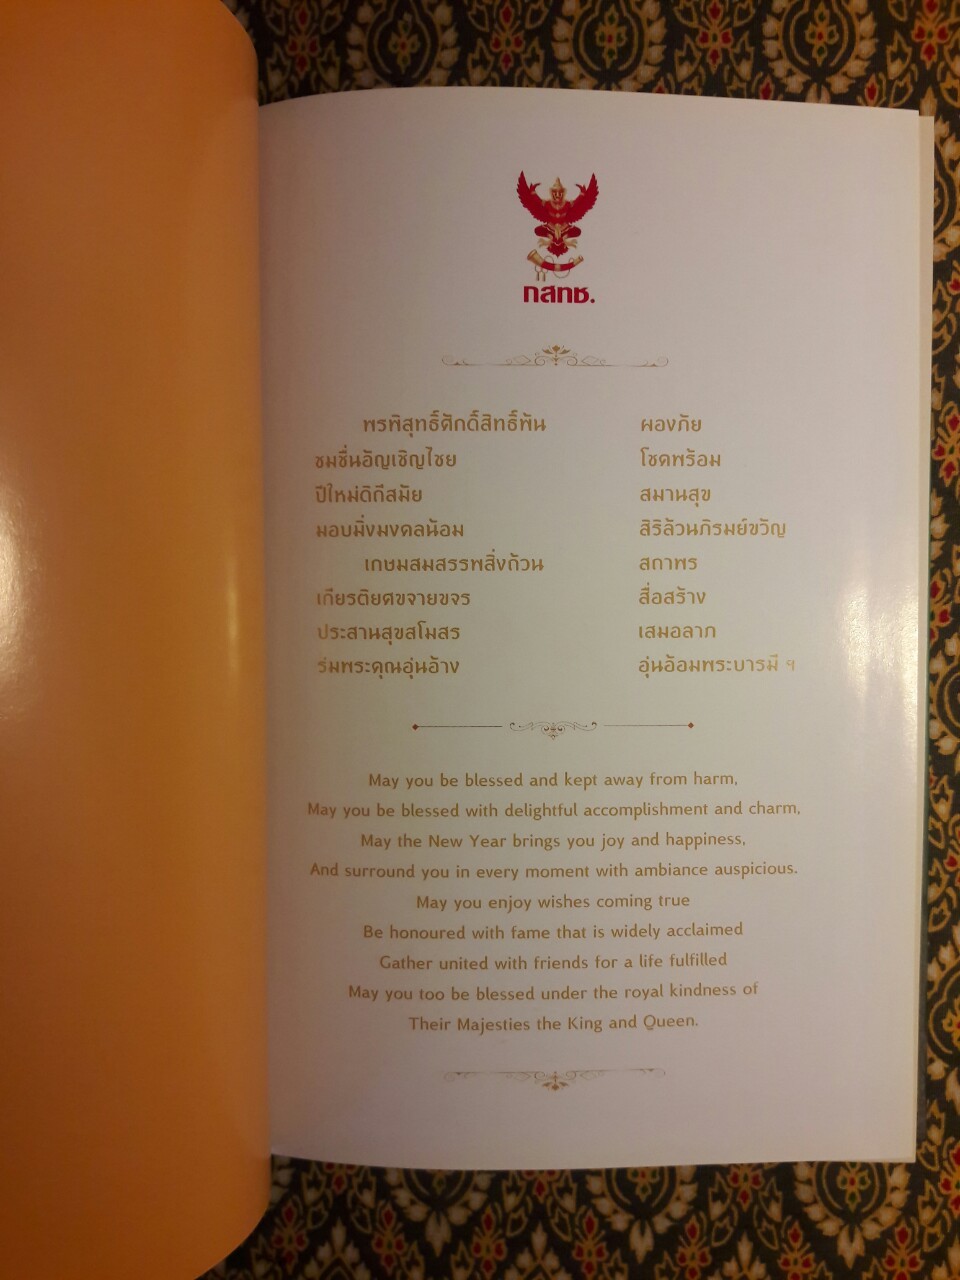 กสทช.
พรพิสุทธิ์ศักดิ์สิทธิ์พ้น ผองภัย
ชมชื่นอัญเชิญไชย โชคพร้อม
ปีใหม่ดิถีสมัย สมานสุข
มอบมิ่งมงคลน้อม สิริล้วนภิรมย์ขวัญ
เกษมสมสรรพสิ่งถ้วน สถาพร
เกียรติยศขจายขจร สื่อสร้าง
ประสานสุขสโมสร เสมอลาภ
ร่มพระคุณอุ่นอ้าง อุ่นอ้อมพระบารมี ฯ
May you be blessed and kept away from harm,
May you be blessed with delightful accomplishment and charm,
May the New Year brings you joy and happiness,
And surround you in every moment with ambiance auspicious.
May you enjoy wishes coming true
Be honoured with fame that is widely acclaimed
Gather united with friends for a life fulfilled
May you too be blessed under the royal kindness of
Their Majesties the King and Queen.